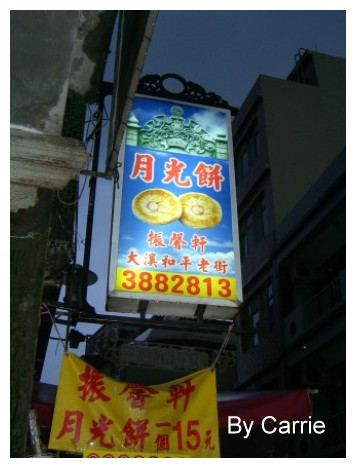 月光餅
振馨軒
大溪和平老街
3882813
振馨軒
月光餅一個15元
By Carrie